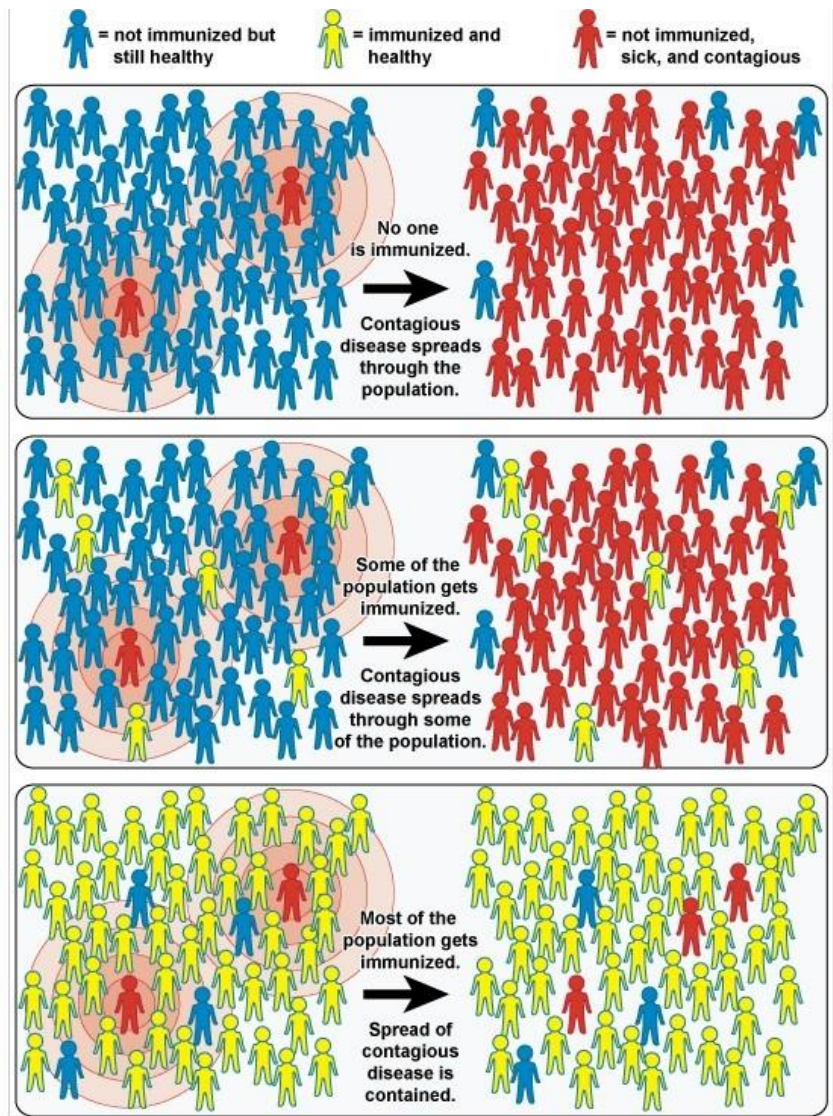 = not immunized but
still healthy
= immunized and
healthy
= not immunized,
sick, and contagious
No one
is immunized.
Contagious
disease spreads
through the
population.
Some of the
population gets
immunized.
Contagious
disease spreads
through some
of the population.
Most of the
population gets
immunized.
Spread of
contagious
disease is
contained.